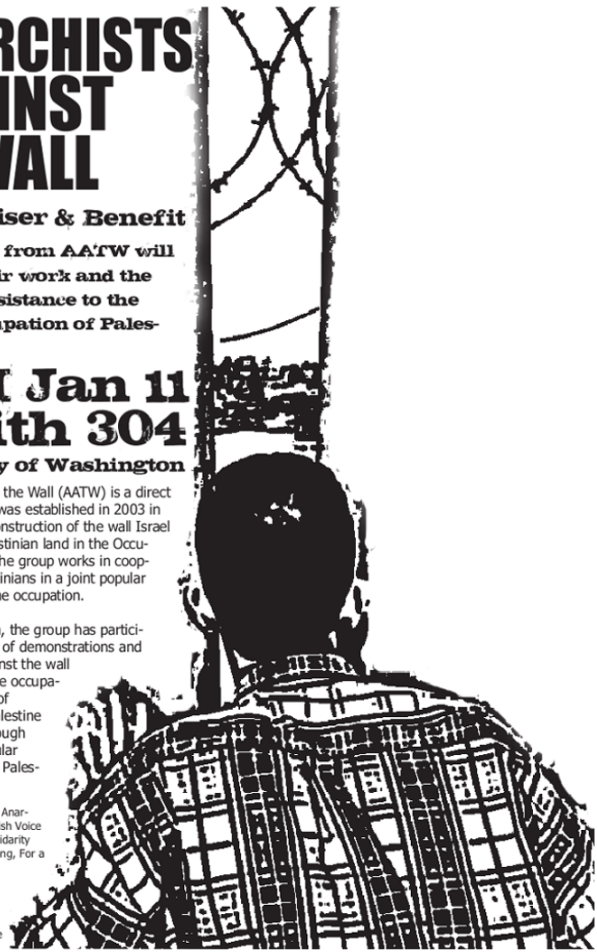 RCHISTS
INST
WALL
iser & Benefit
from AATW will
ir work and the
sistance to the
pation of Pales-
Jan 11
ith 304
y of Washington
the Wall (AATW) is a direct
was established in 2003 in
onstruction of the wall Israel
stinian land in the Occu-
he group works in coop-
inians in a joint popular
e occupation.
, the group has partici-
of demonstrations and
nst the wall
e occupa-
of
lestine
ough
ular
Pales-
Anar-
sh Voice
idarity
ng, For a